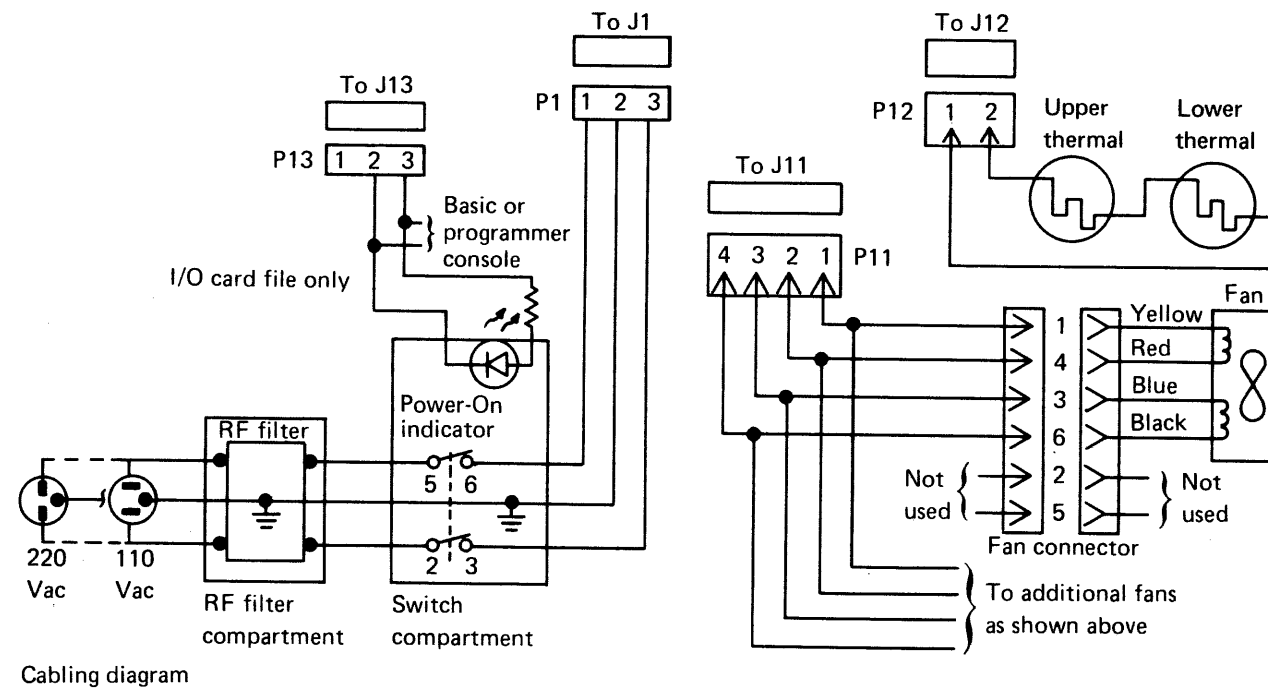 To J1
P1 1 2 3
To J13
P13 1 2 3
Basic or
programmer
console
I/O card file only
Power-On
indicator
RF filter
5 6
2 3
220
Vac
110
Vac
RF filter
compartment
Switch
compartment
To J12
P12 1 2
Upper
thermal
Lower
thermal
To J11
4 3 2 1 P11
Fan
1 Yellow
4 Red
3 Blue
6 Black
2
5
Not
used
Not
used
Fan connector
To additional fans
as shown above
Cabling diagram